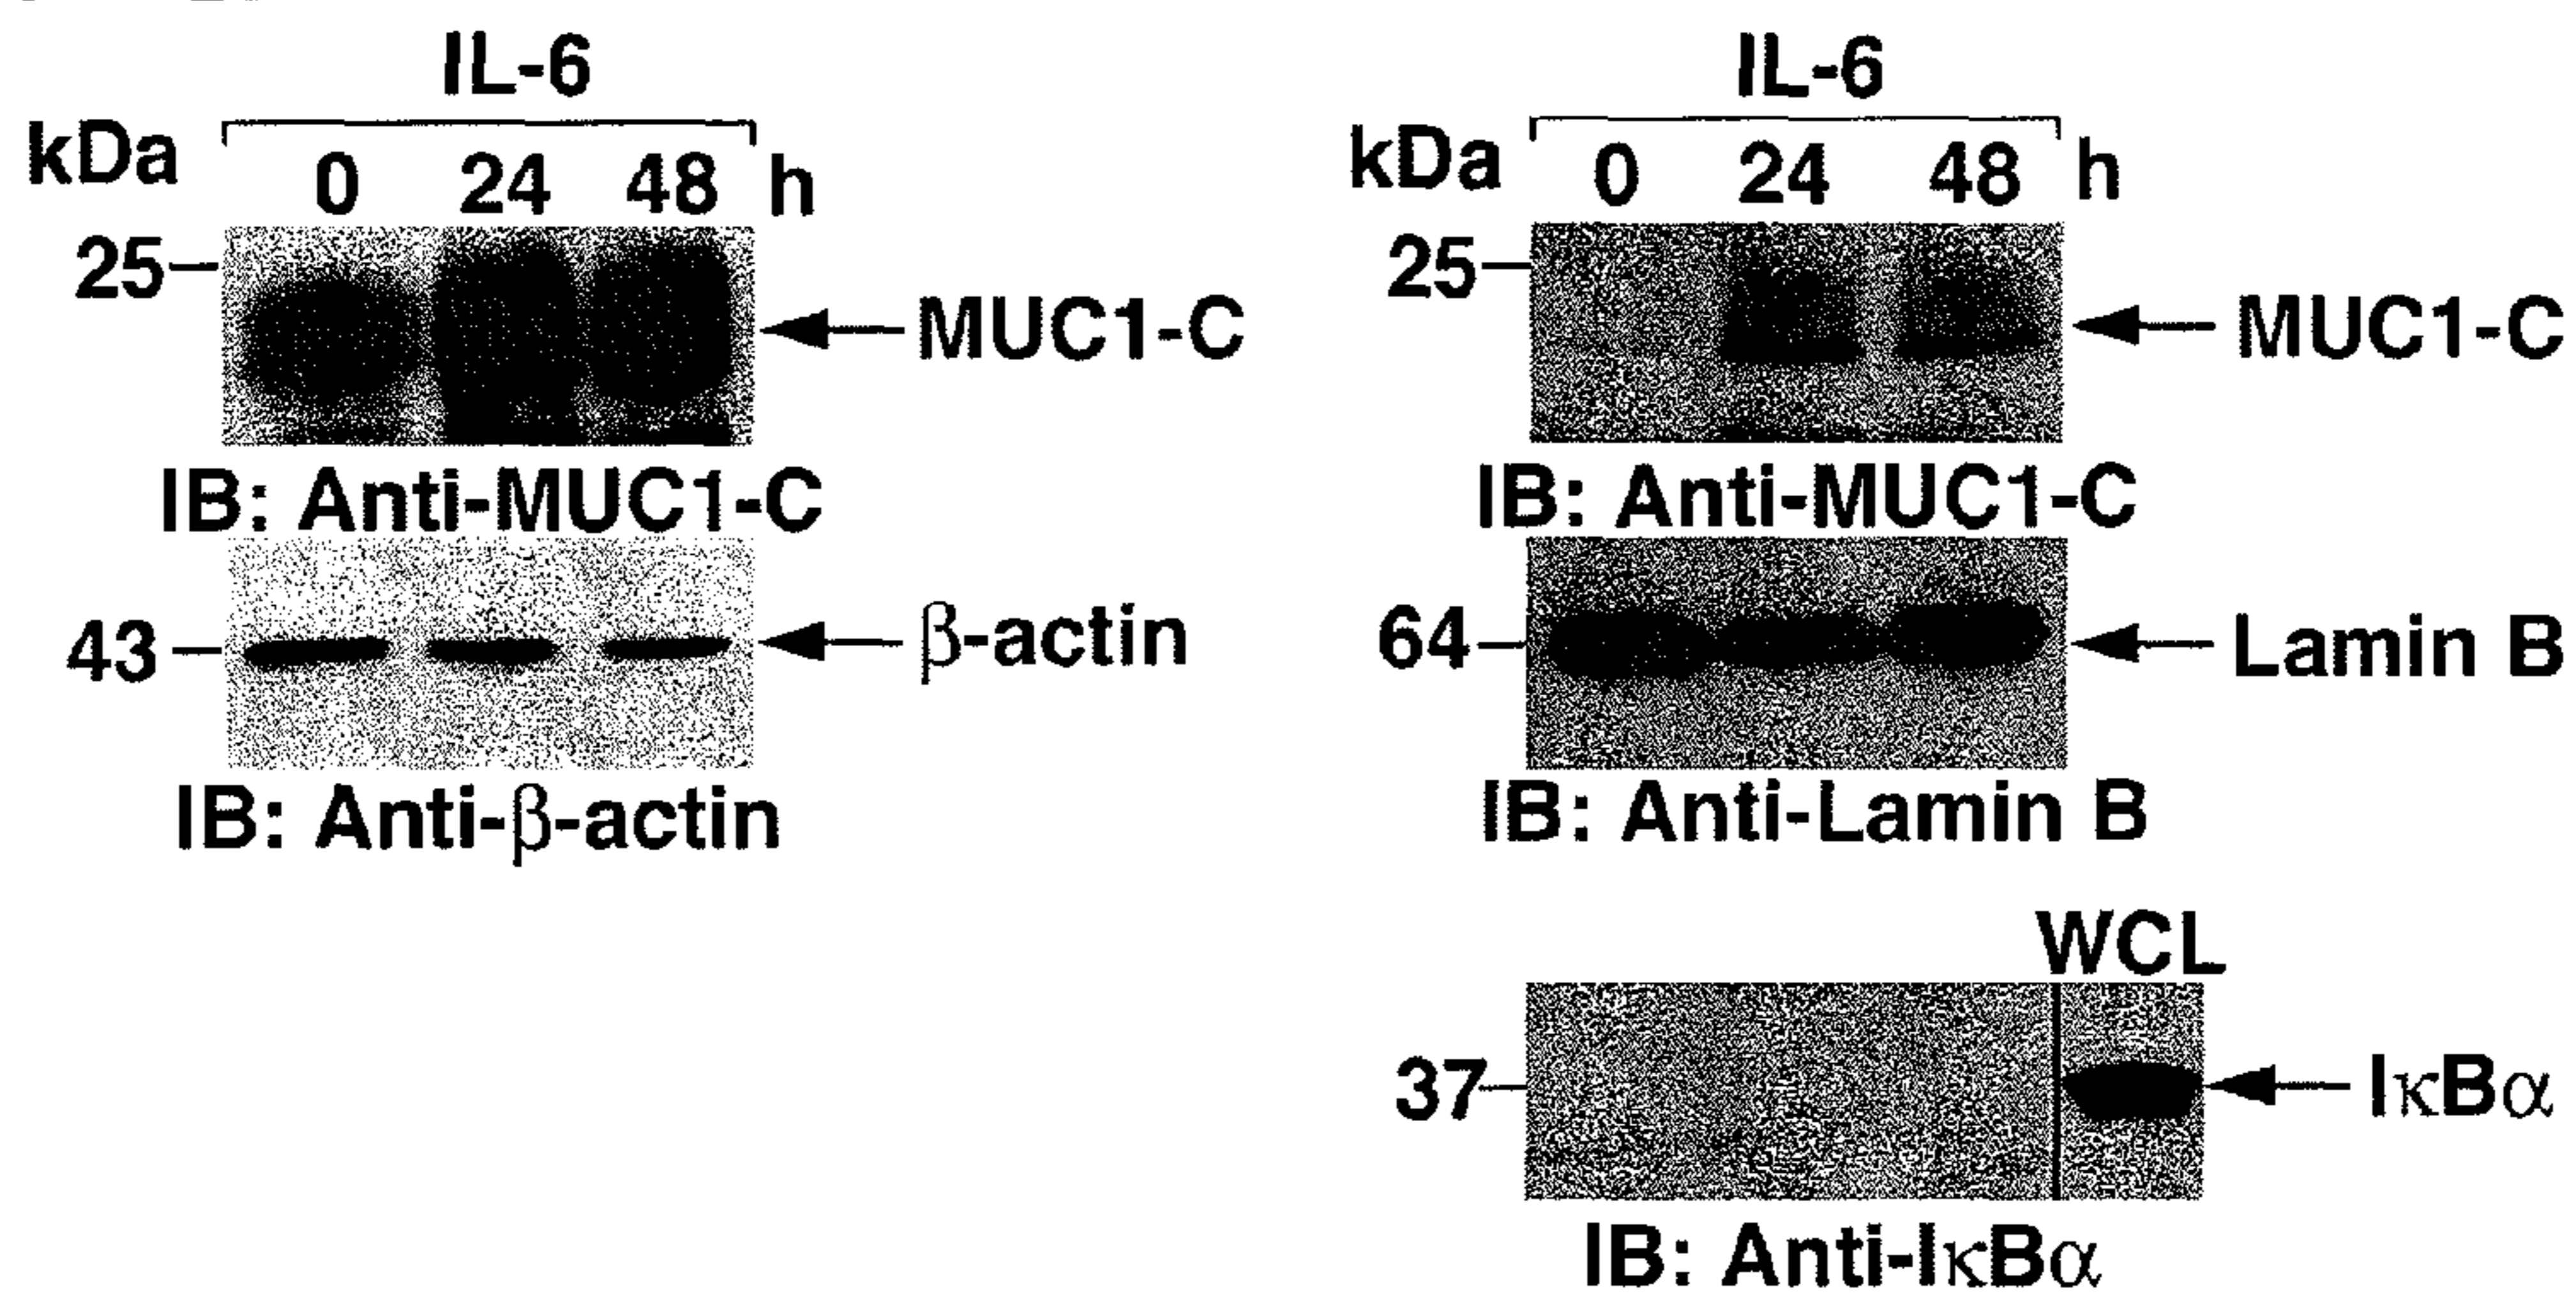 IL-6
kDa 0 24 48 h
25
MUC1-C
IB: Anti-MUC1-C
43
β-actin
IB: Anti-β-actin
IL-6
kDa 0 24 48 h
25
MUC1-C
IB: Anti-MUC1-C
64
Lamin B
IB: Anti-Lamin B
WCL
37
IκBα
IB: Anti-IκBα